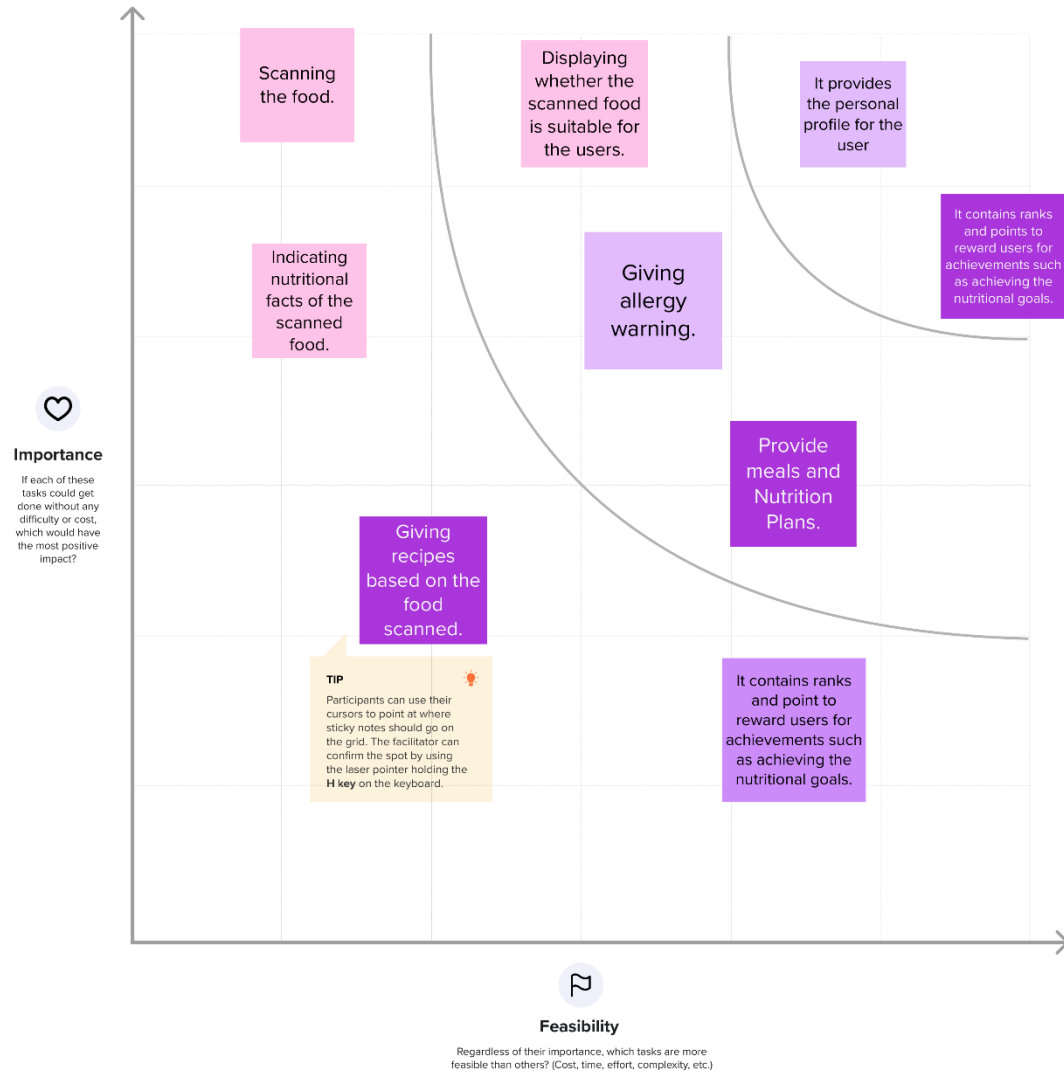 Scanning
the food.
Displaying
whether the
scanned food
is suitable for
the users.
It provides
the personal
profile for the
user
It contains ranks
and points to
reward users for
achievements such
as achieving the
nutritional goals.
Indicating
nutritional
facts of the
scanned
food.
Giving
allergy
warning.
Importance
If each of these
tasks could get
done without any
difficulty or cost,
which would have
the most positive
impact?
Provide
meals and
Nutrition
Plans.
Giving
recipes
based on the
food
scanned.
TIP
Participants can use their
cursors to point at where
sticky notes should go on
the grid. The facilitator can
confirm the spot by using
the laser pointer holding the
H key on the keyboard.
It contains ranks
and point to
reward users for
achievements such
as achieving the
nutritional goals.
Feasibility
Regardless of their importance, which tasks are more
feasible than others? (Cost, time, effort, complexity, etc.)